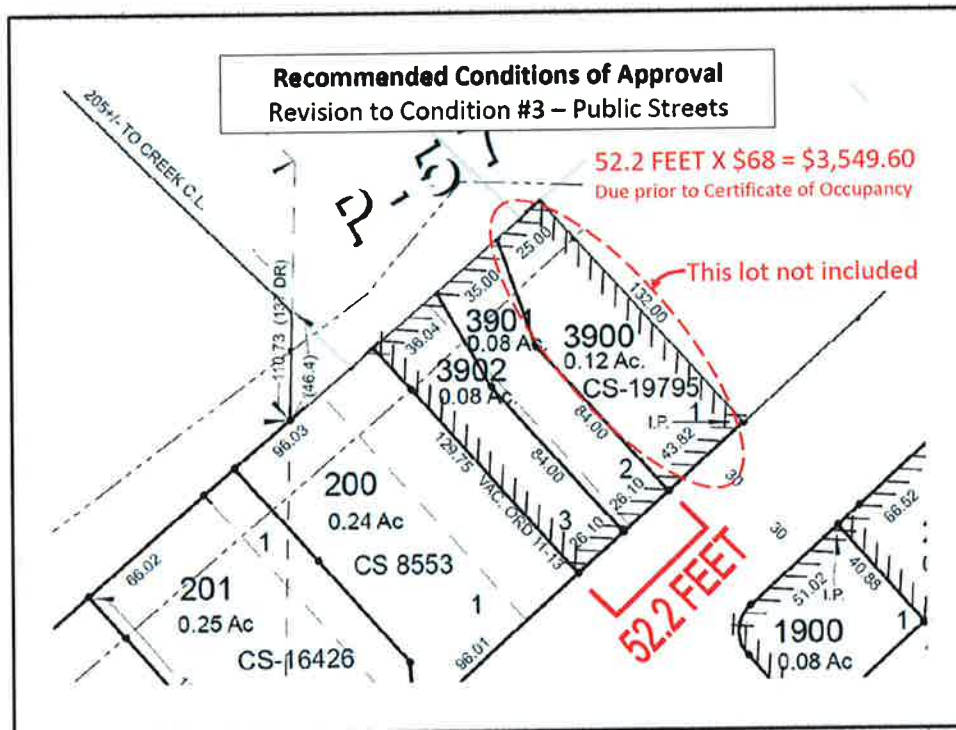 Recommended Conditions of Approval
Revision to Condition #3 – Public Streets
205+/- TO CREEK C.L.
52.2 FEET X $68 = $3,549.60
Due prior to Certificate of Occupancy
This lot not included
110.73 (137 DR)
(46.4)
25.00
35.00
36.04
132.00
3901
0.08 Ac.
3900
0.12 Ac.
CS-19795
3902
0.08 Ac.
I.P.
1
43.82
30
84.00
2
26.10
84.00
129.75
VAC. ORD 11-13
3
26.10
52.2 FEET
96.03
200
0.24 Ac
1
CS 8553
1
96.01
66.02
201
0.25 Ac
CS-16426
30
66.52
51.02
I.P.
40.88
1
1900
0.08 Ac